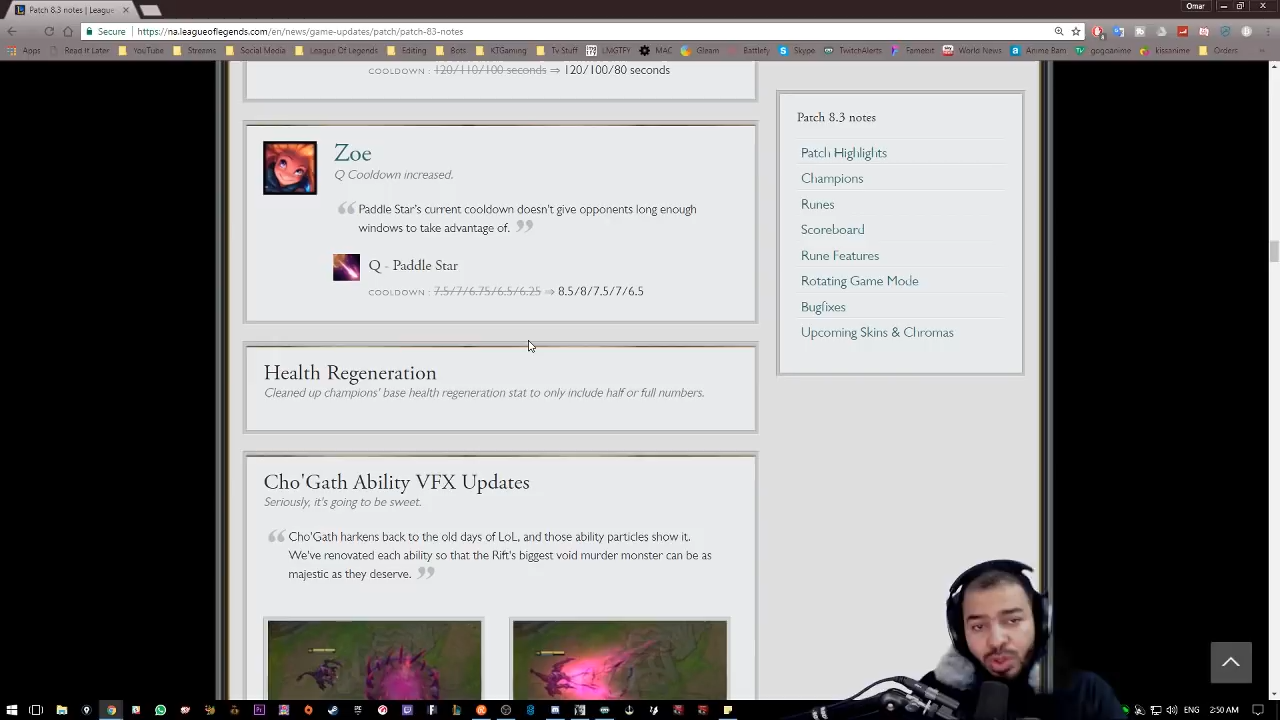 Patch 8.3 notes | League
Omar
Secure
https://na.leagueoflegends.com/en/news/game-updates/patch/patch-83-notes
Apps Read It Later YouTube Streams Social Media League Of Legends Editing Bots KTGaming Tv Stuff LMGTFY MAC Gleam Battlefy Skype TwitchAlerts Famebit World News Anime Bam gogoanime kissanime Orders
COOLDOWN : 120/110/100 seconds ⇒ 120/100/80 seconds
Zoe
Q Cooldown increased.
Paddle Star's current cooldown doesn't give opponents long enough
windows to take advantage of.
Q - Paddle Star
COOLDOWN : 7.5/7/6.75/6.5/6.25 ⇒ 8.5/8/7.5/7/6.5
Health Regeneration
Cleaned up champions' base health regeneration stat to only include half or full numbers.
Cho'Gath Ability VFX Updates
Seriously, it's going to be sweet.
Cho'Gath harkens back to the old days of LoL, and those ability particles show it.
We've renovated each ability so that the Rift's biggest void murder monster can be as
majestic as they deserve.
Patch 8.3 notes
Patch Highlights
Champions
Runes
Scoreboard
Rune Features
Rotating Game Mode
Bugfixes
Upcoming Skins & Chromas
ENG 2:50 AM